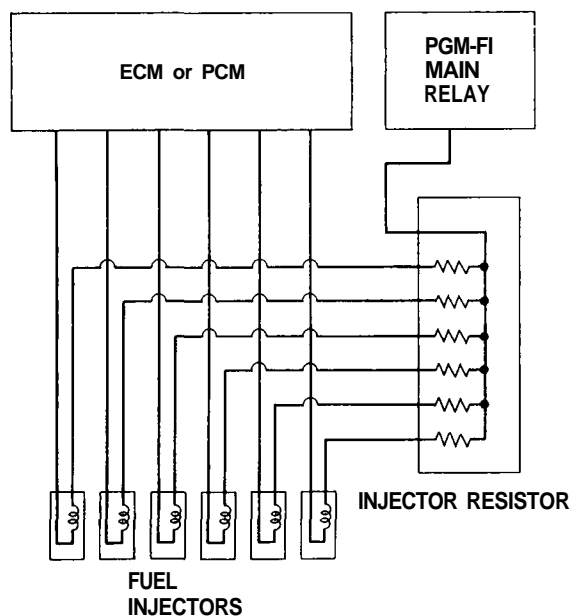 ECM or PCM
PGM-FI
MAIN
RELAY
INJECTOR RESISTOR
FUEL
INJECTORS